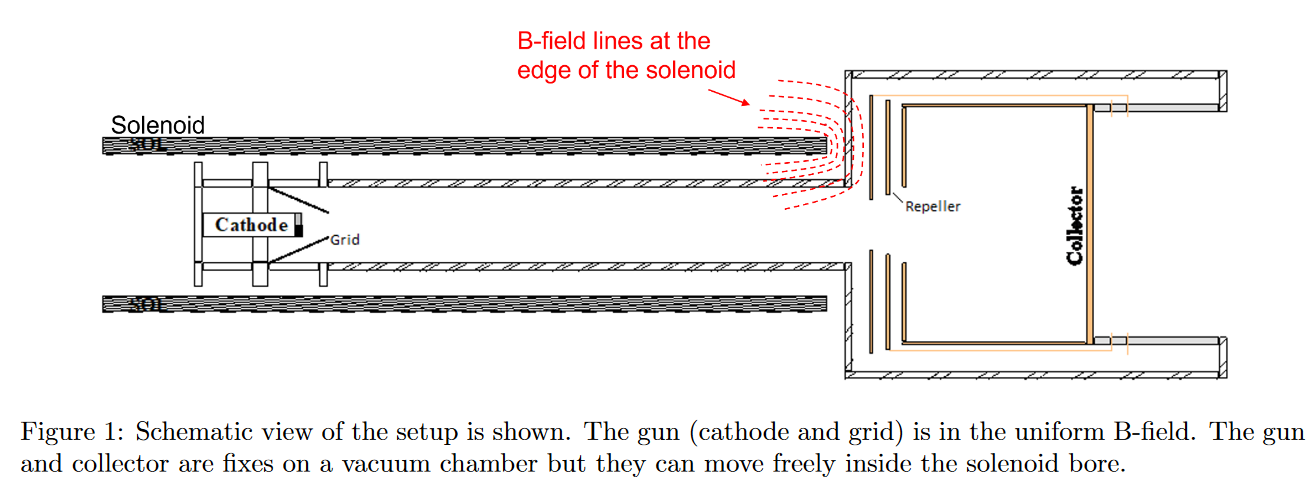 B-field lines at the
edge of the solenoid
Solenoid
SOL
Cathode
Grid
Repeller
Collector
SOL
Figure 1: Schematic view of the setup is shown. The gun (cathode and grid) is in the uniform B-field. The gun
and collector are fixes on a vacuum chamber but they can move freely inside the solenoid bore.